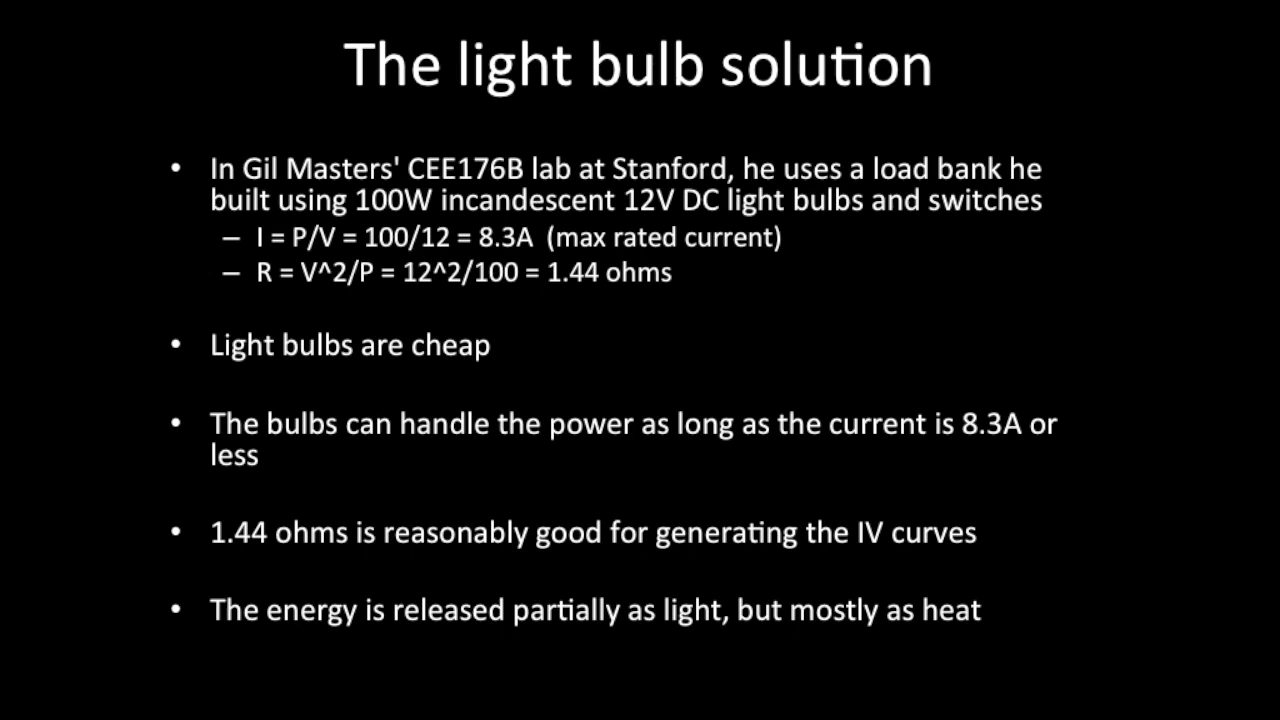 The light bulb solution
• In Gil Masters' CEE176B lab at Stanford, he uses a load bank he
built using 100W incandescent 12V DC light bulbs and switches
– I = P/V = 100/12 = 8.3A (max rated current)
– R = V^2/P = 12^2/100 = 1.44 ohms
• Light bulbs are cheap
• The bulbs can handle the power as long as the current is 8.3A or
less
• 1.44 ohms is reasonably good for generating the IV curves
• The energy is released partially as light, but mostly as heat